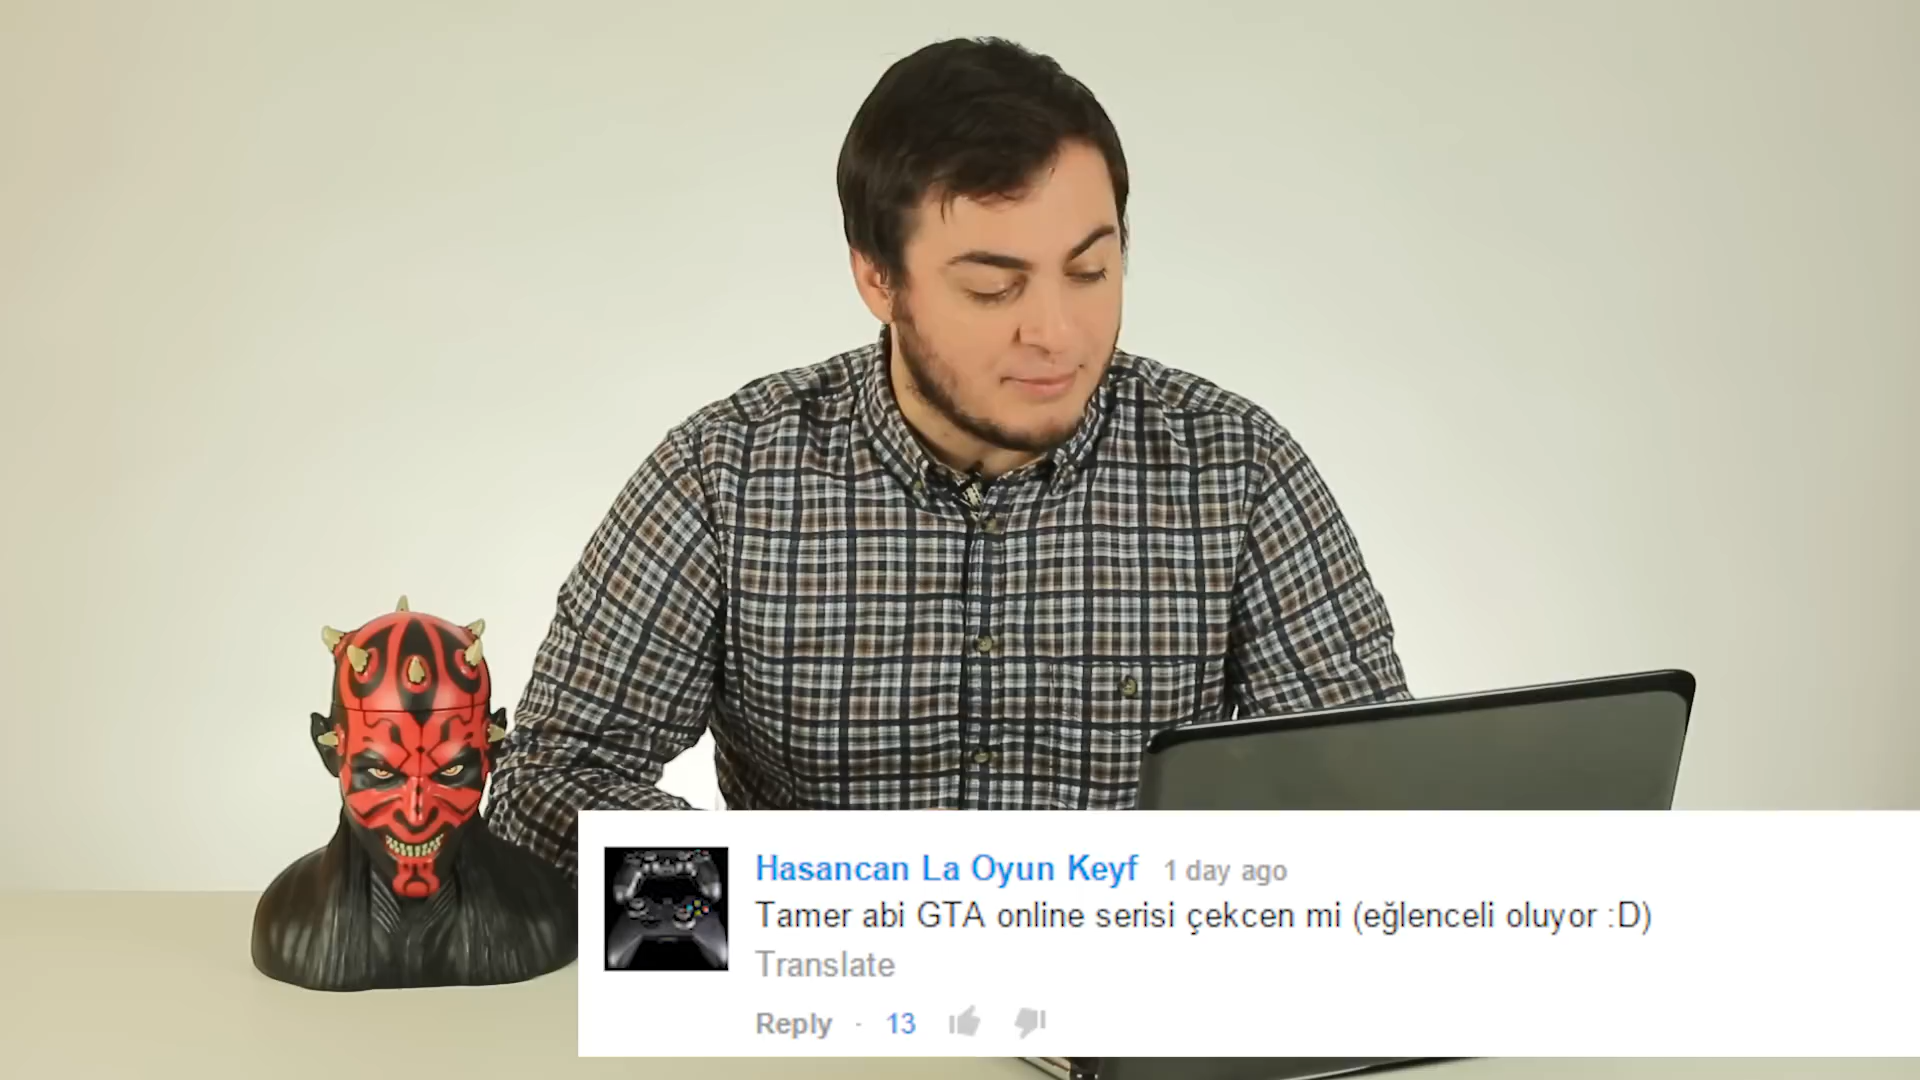 Hasancan La Oyun Keyf 1 day ago
Tamer abi GTA online serisi çekcen mi (eğlenceli oluyor :D)
Translate
Reply · 13